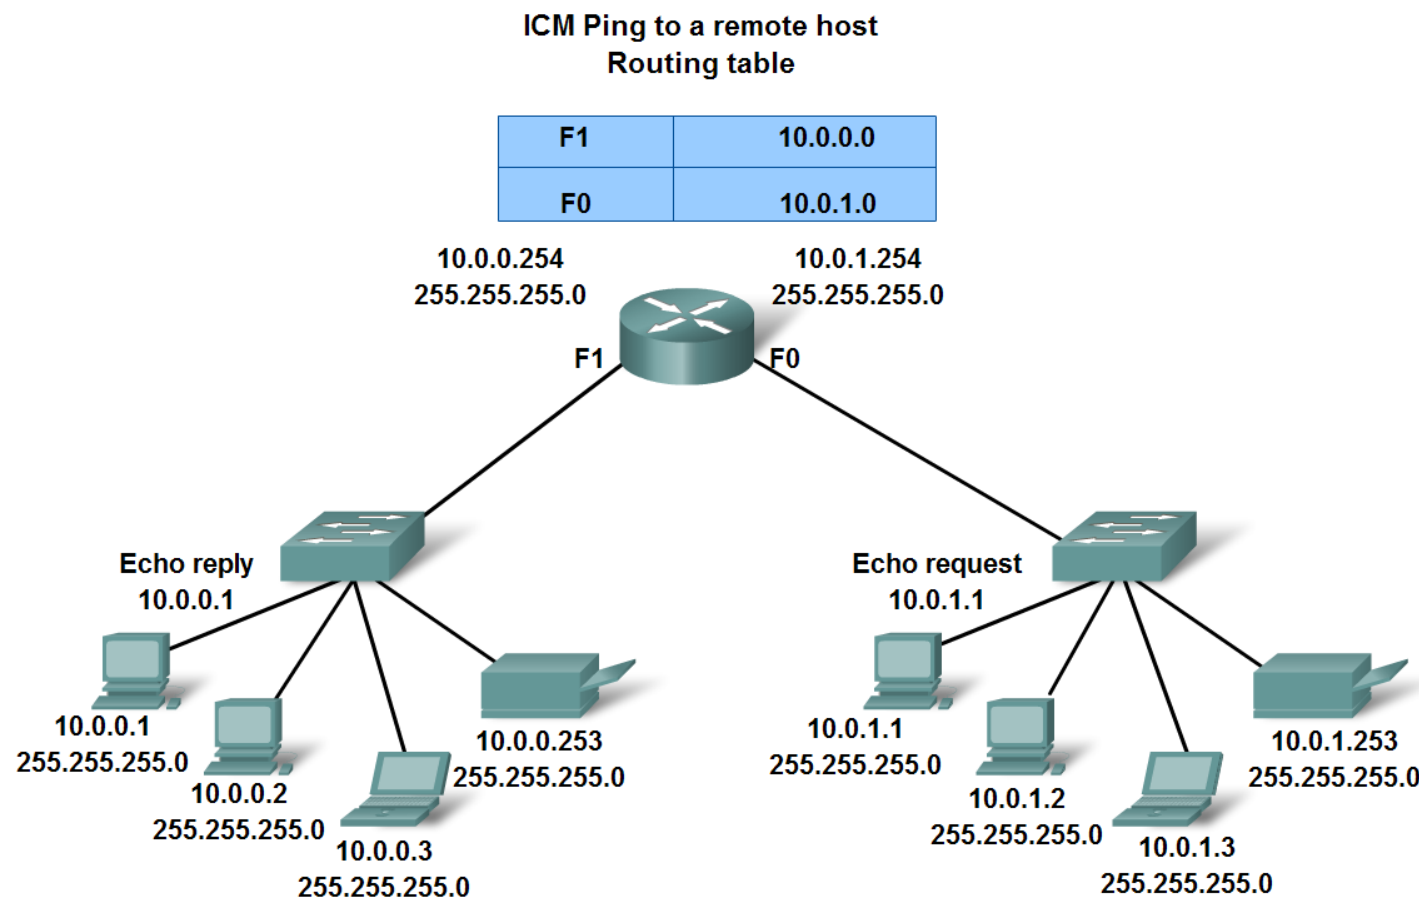 ICM Ping to a remote host
Routing table
F1 10.0.0.0
F0 10.0.1.0
10.0.0.254
255.255.255.0
10.0.1.254
255.255.255.0
F1
F0
Echo reply
10.0.0.1
Echo request
10.0.1.1
10.0.0.1
255.255.255.0
10.0.0.2
255.255.255.0
10.0.0.3
255.255.255.0
10.0.0.253
255.255.255.0
10.0.1.1
255.255.255.0
10.0.1.2
255.255.255.0
10.0.1.3
255.255.255.0
10.0.1.253
255.255.255.0